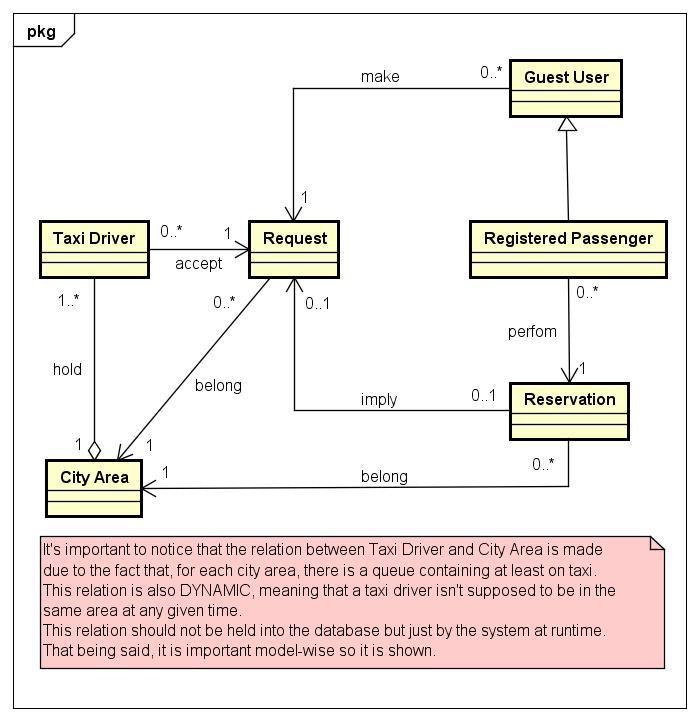 pkg
make
0..*
Guest User
1
Taxi Driver
0..*
1
accept
Request
Registered Passenger
1..*
0..*
0..1
0..*
perfom
hold
belong
1
imply
0..1
Reservation
1
1
1
0..*
belong
City Area
It's important to notice that the relation between Taxi Driver and City Area is made
due to the fact that, for each city area, there is a queue containing at least on taxi.
This relation is also DYNAMIC, meaning that a taxi driver isn't supposed to be in the
same area at any given time.
This relation should not be held into the database but just by the system at runtime.
That being said, it is important model-wise so it is shown.